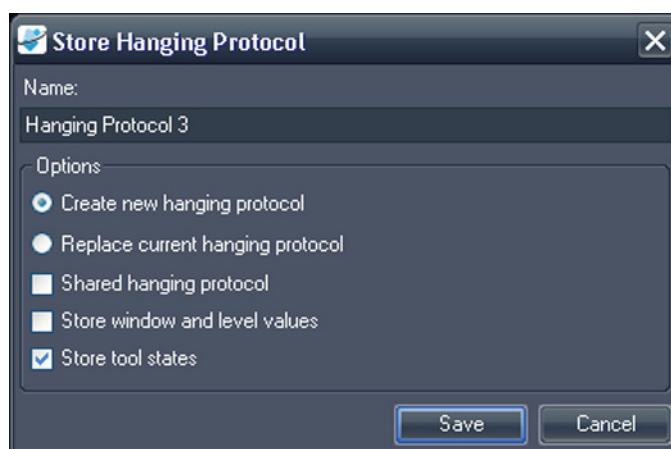 Store Hanging Protocol
Name:
Hanging Protocol 3
Options
Create new hanging protocol
Replace current hanging protocol
Shared hanging protocol
Store window and level values
Store tool states
Save Cancel